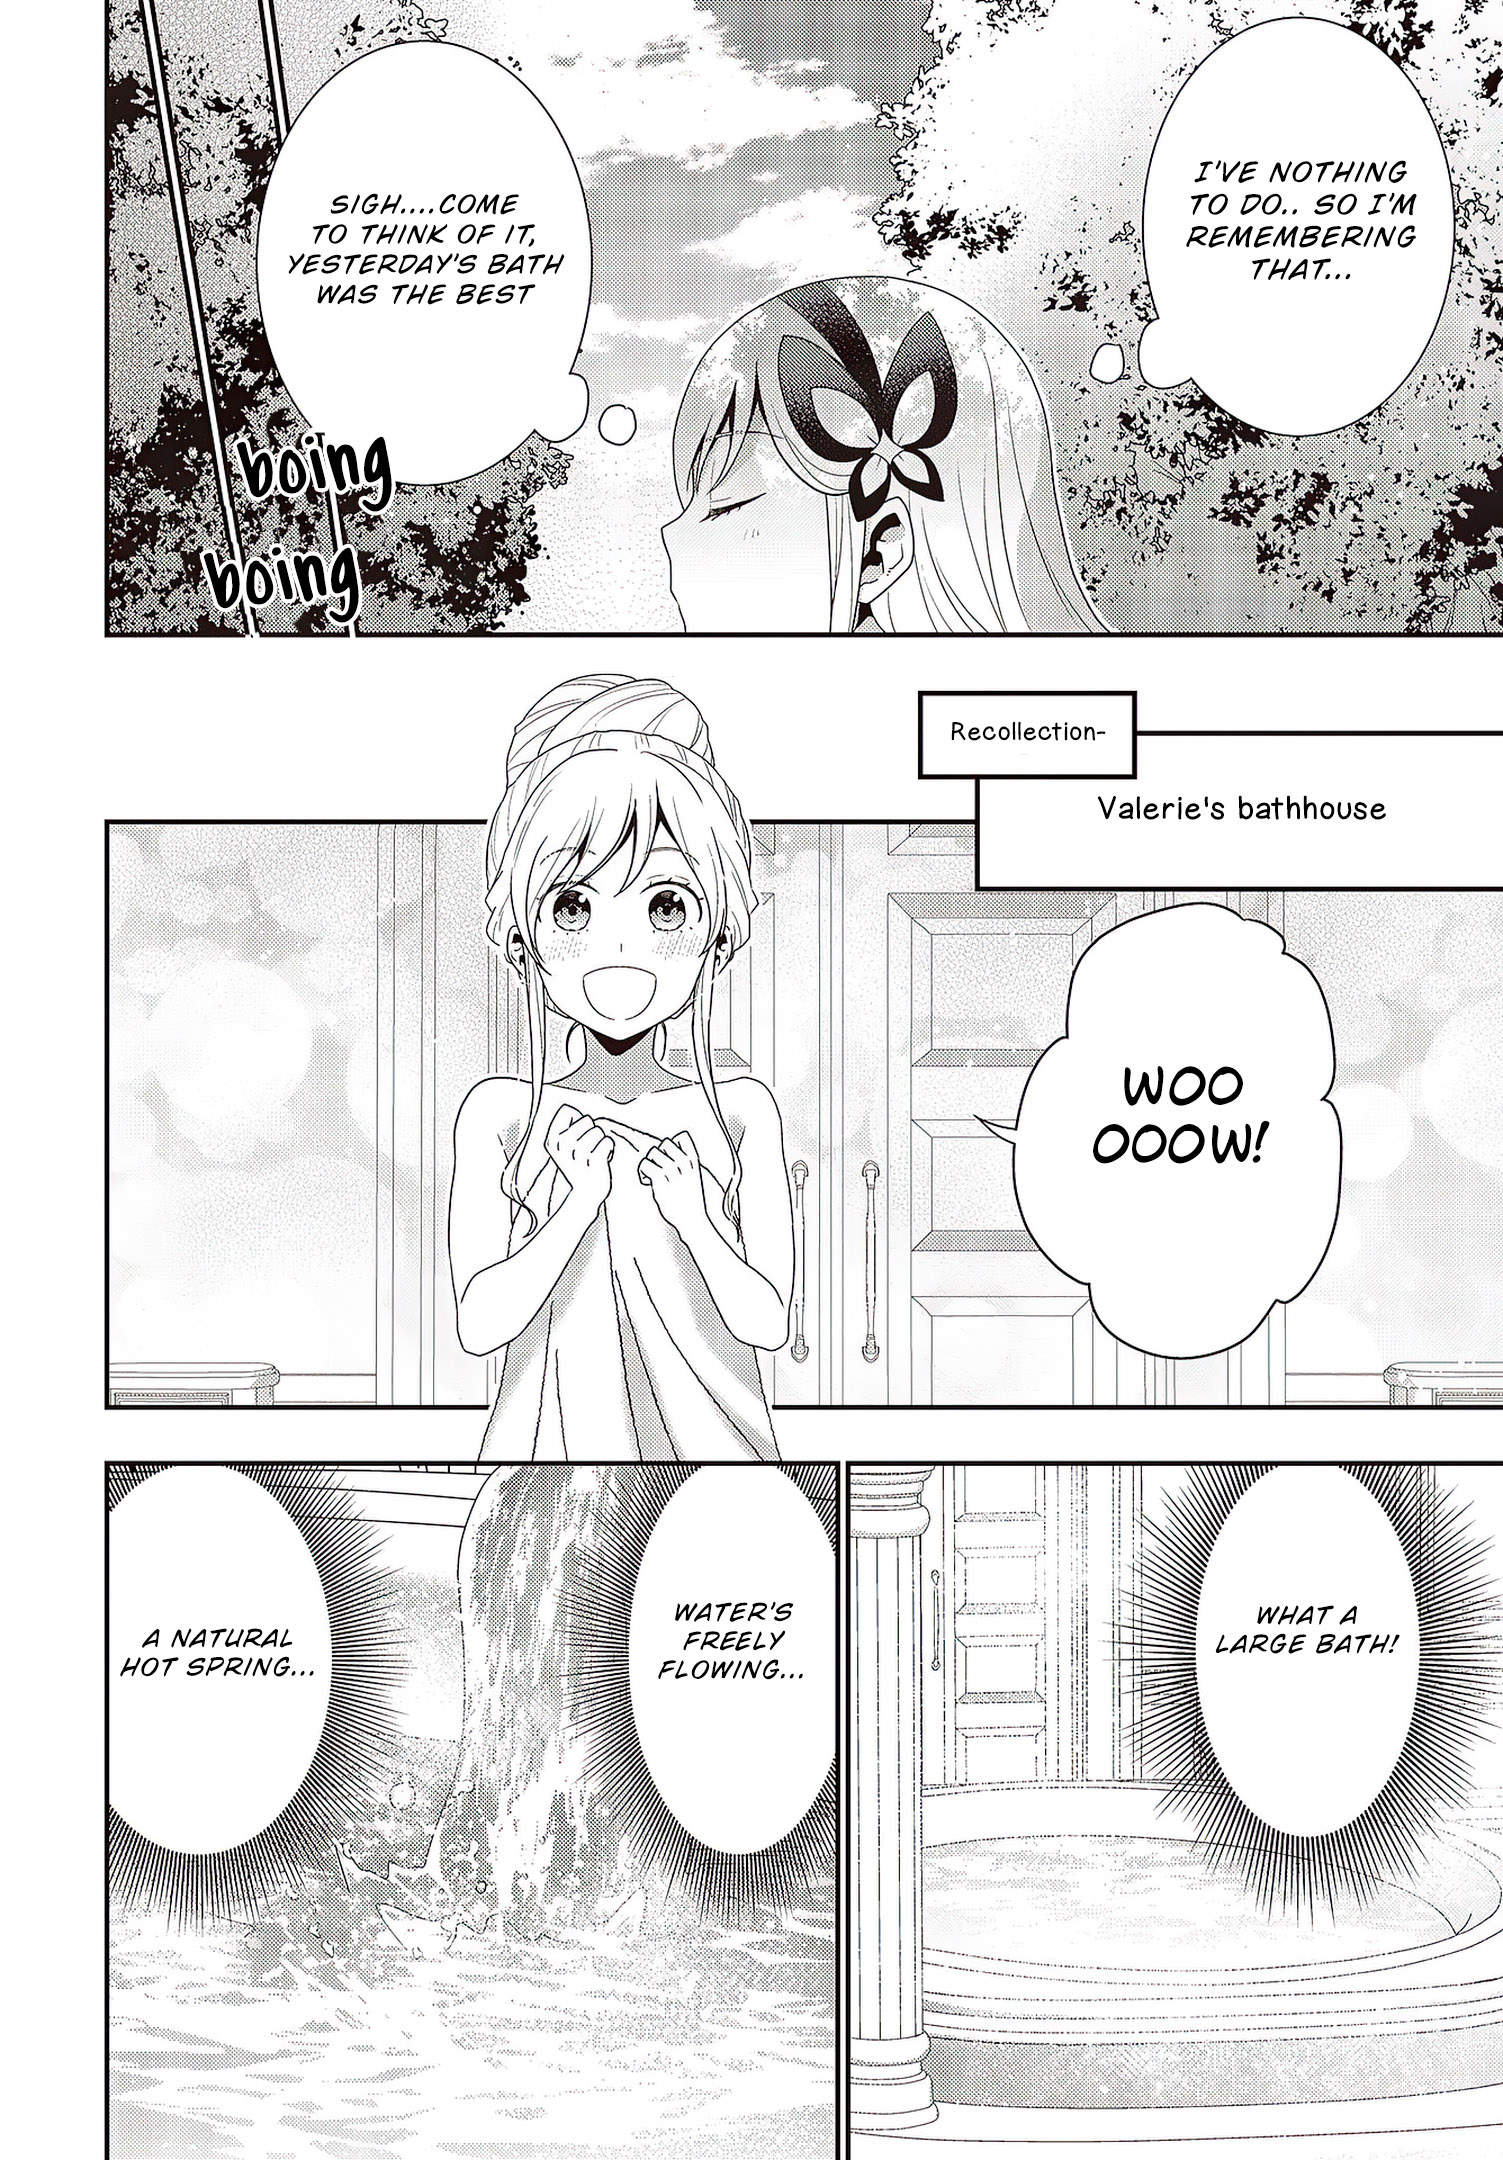 I'VE NOTHING
TO DO.. SO I'M
REMEMBERING
THAT...
SIGH....COME
TO THINK OF IT,
YESTERDAY'S BATH
WAS THE BEST
boing
boing
Recollection-
Valerie's bathhouse
WOO
OOOW!
WHAT A
LARGE BATH!
WATER'S
FREELY
FLOWING...
A NATURAL
HOT SPRING...